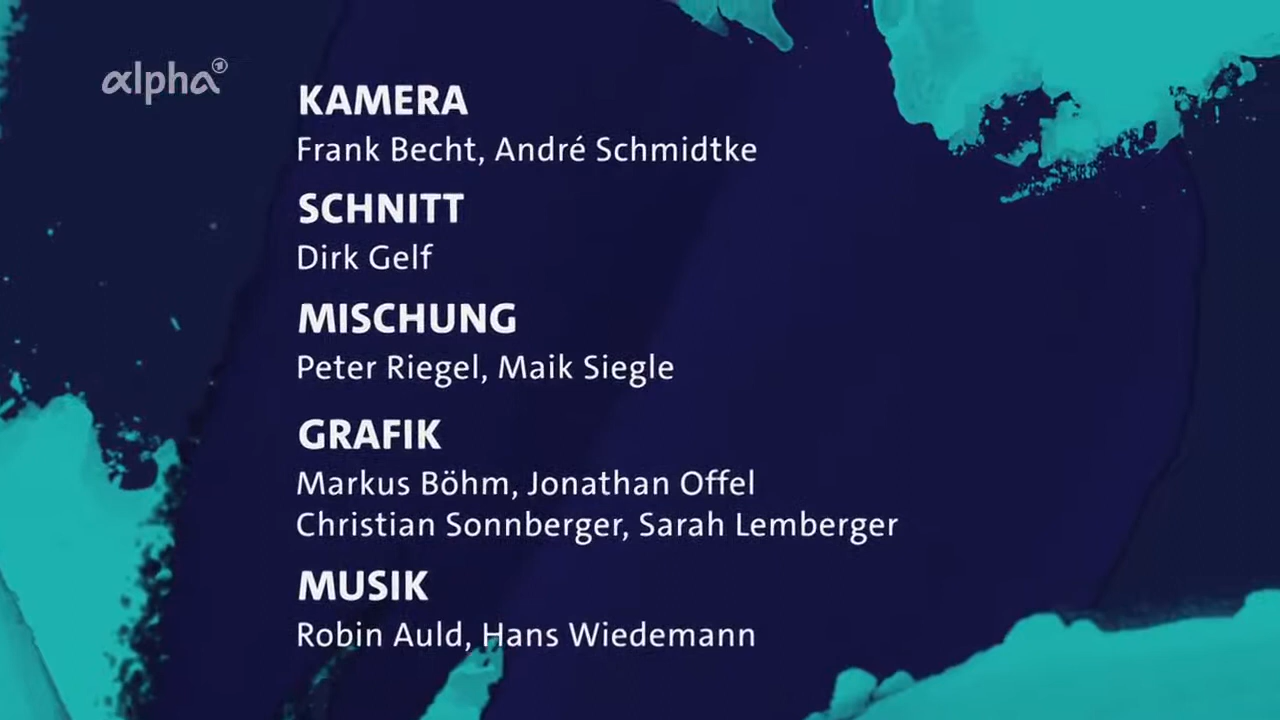 alpha
KAMERA
Frank Becht, André Schmidtke
SCHNITT
Dirk Gelf
MISCHUNG
Peter Riegel, Maik Siegle
GRAFIK
Markus Böhm, Jonathan Offel
Christian Sonnberger, Sarah Lemberger
MUSIK
Robin Auld, Hans Wiedemann